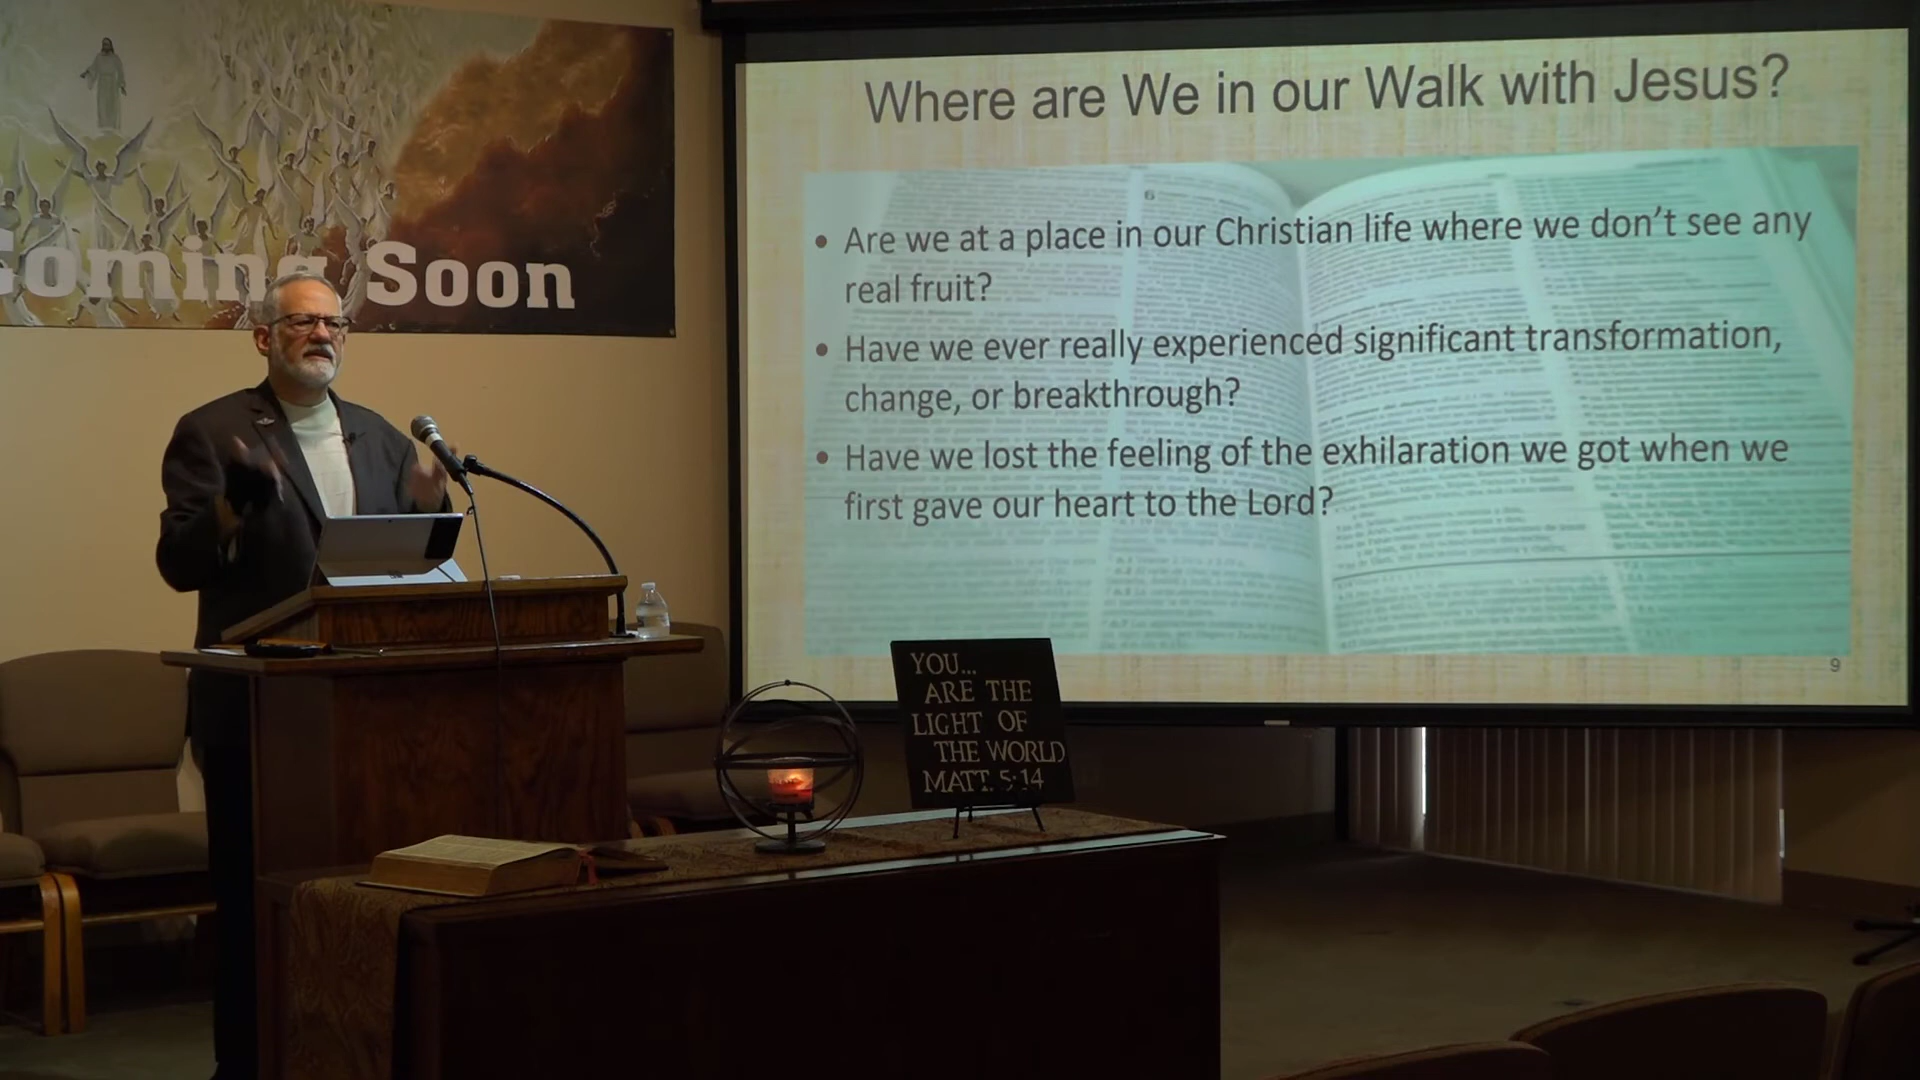 Coming Soon
Where are We in our Walk with Jesus?
• Are we at a place in our Christian life where we don't see any
real fruit?
• Have we ever really experienced significant transformation,
change, or breakthrough?
• Have we lost the feeling of the exhilaration we got when we
first gave our heart to the Lord?
9
YOU...
ARE THE
LIGHT OF
THE WORLD
MATT. 5:14